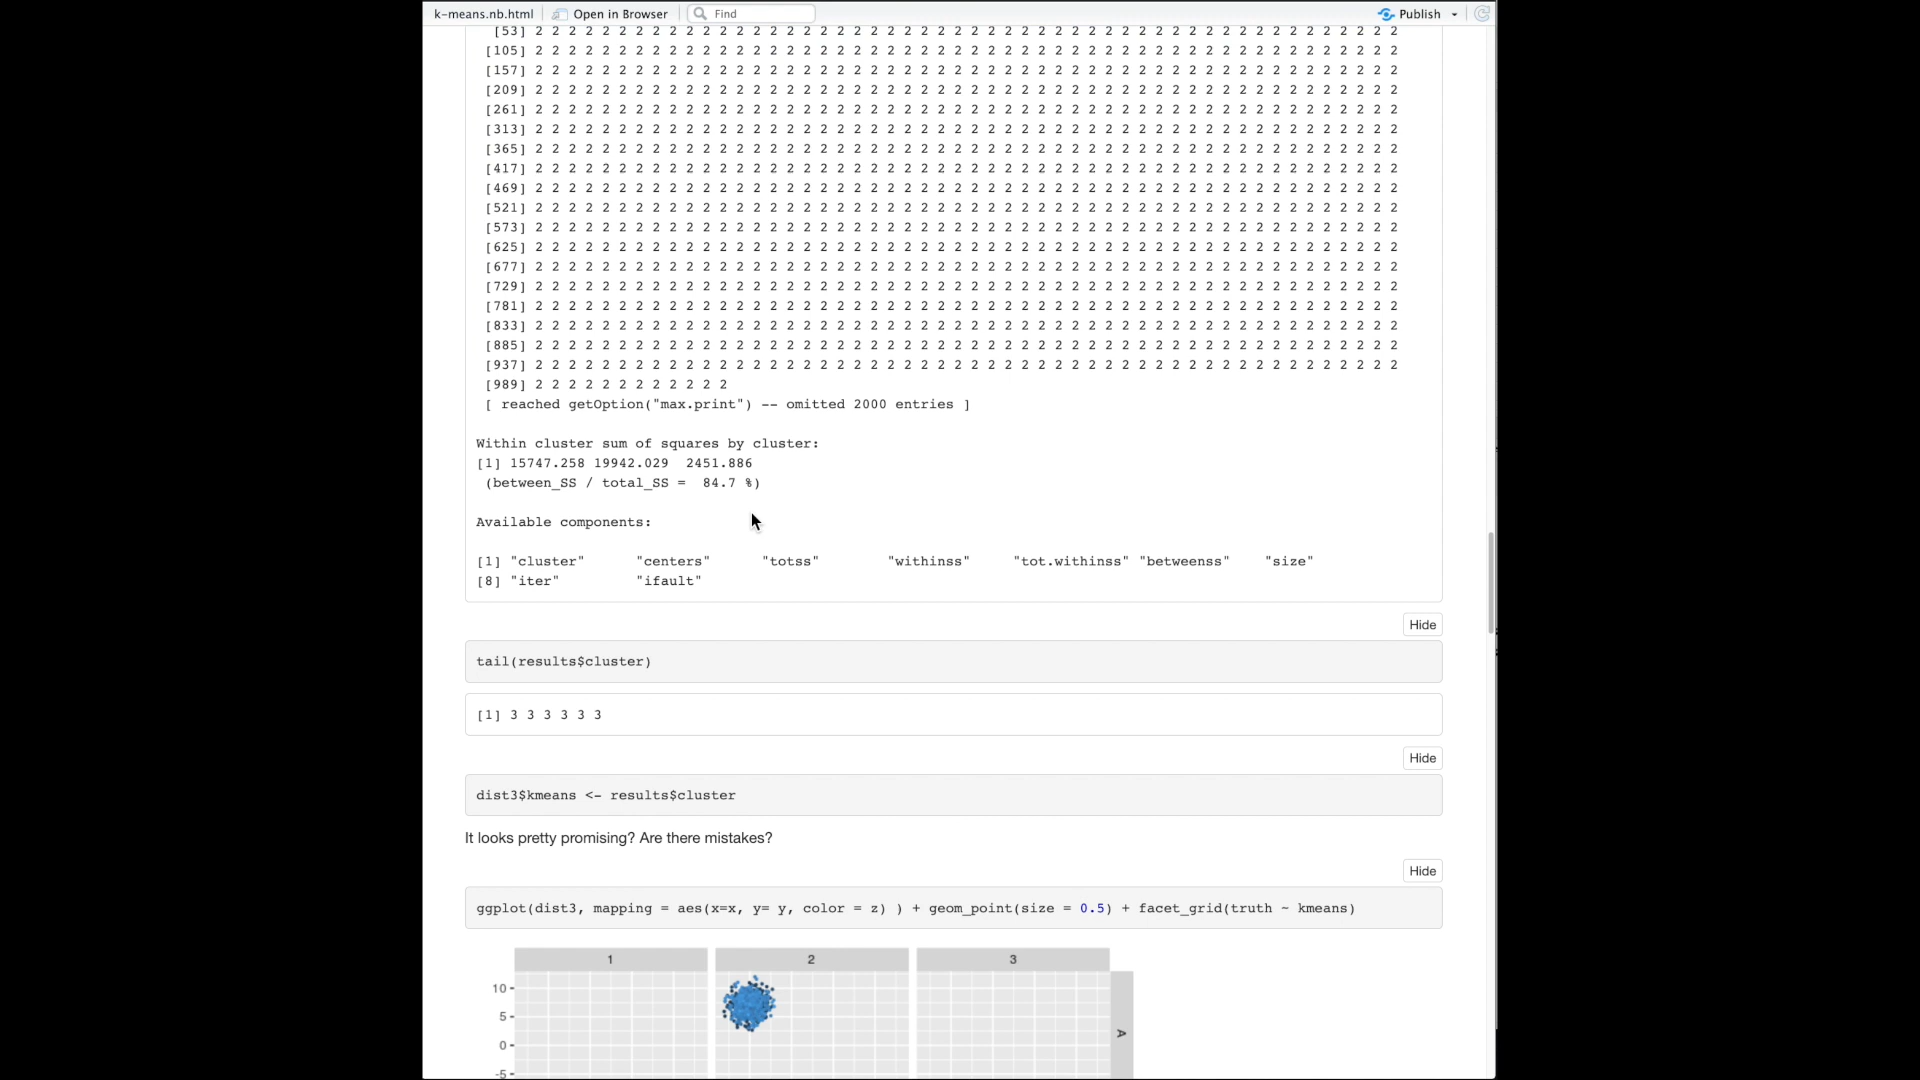 k-means.nb.html Open in Browser Find Publish
[53] 2 2 2 2 2 2 2 2 2 2 2 2 2 2 2 2 2 2 2 2 2 2 2 2 2 2 2 2 2 2 2 2 2 2 2 2 2 2 2 2 2 2 2 2 2 2 2 2 2 2 2 2
[105] 2 2 2 2 2 2 2 2 2 2 2 2 2 2 2 2 2 2 2 2 2 2 2 2 2 2 2 2 2 2 2 2 2 2 2 2 2 2 2 2 2 2 2 2 2 2 2 2 2 2 2 2
[157] 2 2 2 2 2 2 2 2 2 2 2 2 2 2 2 2 2 2 2 2 2 2 2 2 2 2 2 2 2 2 2 2 2 2 2 2 2 2 2 2 2 2 2 2 2 2 2 2 2 2 2 2
[209] 2 2 2 2 2 2 2 2 2 2 2 2 2 2 2 2 2 2 2 2 2 2 2 2 2 2 2 2 2 2 2 2 2 2 2 2 2 2 2 2 2 2 2 2 2 2 2 2 2 2 2 2
[261] 2 2 2 2 2 2 2 2 2 2 2 2 2 2 2 2 2 2 2 2 2 2 2 2 2 2 2 2 2 2 2 2 2 2 2 2 2 2 2 2 2 2 2 2 2 2 2 2 2 2 2 2
[313] 2 2 2 2 2 2 2 2 2 2 2 2 2 2 2 2 2 2 2 2 2 2 2 2 2 2 2 2 2 2 2 2 2 2 2 2 2 2 2 2 2 2 2 2 2 2 2 2 2 2 2 2
[365] 2 2 2 2 2 2 2 2 2 2 2 2 2 2 2 2 2 2 2 2 2 2 2 2 2 2 2 2 2 2 2 2 2 2 2 2 2 2 2 2 2 2 2 2 2 2 2 2 2 2 2 2
[417] 2 2 2 2 2 2 2 2 2 2 2 2 2 2 2 2 2 2 2 2 2 2 2 2 2 2 2 2 2 2 2 2 2 2 2 2 2 2 2 2 2 2 2 2 2 2 2 2 2 2 2 2
[469] 2 2 2 2 2 2 2 2 2 2 2 2 2 2 2 2 2 2 2 2 2 2 2 2 2 2 2 2 2 2 2 2 2 2 2 2 2 2 2 2 2 2 2 2 2 2 2 2 2 2 2 2
[521] 2 2 2 2 2 2 2 2 2 2 2 2 2 2 2 2 2 2 2 2 2 2 2 2 2 2 2 2 2 2 2 2 2 2 2 2 2 2 2 2 2 2 2 2 2 2 2 2 2 2 2 2
[573] 2 2 2 2 2 2 2 2 2 2 2 2 2 2 2 2 2 2 2 2 2 2 2 2 2 2 2 2 2 2 2 2 2 2 2 2 2 2 2 2 2 2 2 2 2 2 2 2 2 2 2 2
[625] 2 2 2 2 2 2 2 2 2 2 2 2 2 2 2 2 2 2 2 2 2 2 2 2 2 2 2 2 2 2 2 2 2 2 2 2 2 2 2 2 2 2 2 2 2 2 2 2 2 2 2 2
[677] 2 2 2 2 2 2 2 2 2 2 2 2 2 2 2 2 2 2 2 2 2 2 2 2 2 2 2 2 2 2 2 2 2 2 2 2 2 2 2 2 2 2 2 2 2 2 2 2 2 2 2 2
[729] 2 2 2 2 2 2 2 2 2 2 2 2 2 2 2 2 2 2 2 2 2 2 2 2 2 2 2 2 2 2 2 2 2 2 2 2 2 2 2 2 2 2 2 2 2 2 2 2 2 2 2 2
[781] 2 2 2 2 2 2 2 2 2 2 2 2 2 2 2 2 2 2 2 2 2 2 2 2 2 2 2 2 2 2 2 2 2 2 2 2 2 2 2 2 2 2 2 2 2 2 2 2 2 2 2 2
[833] 2 2 2 2 2 2 2 2 2 2 2 2 2 2 2 2 2 2 2 2 2 2 2 2 2 2 2 2 2 2 2 2 2 2 2 2 2 2 2 2 2 2 2 2 2 2 2 2 2 2 2 2
[885] 2 2 2 2 2 2 2 2 2 2 2 2 2 2 2 2 2 2 2 2 2 2 2 2 2 2 2 2 2 2 2 2 2 2 2 2 2 2 2 2 2 2 2 2 2 2 2 2 2 2 2 2
[937] 2 2 2 2 2 2 2 2 2 2 2 2 2 2 2 2 2 2 2 2 2 2 2 2 2 2 2 2 2 2 2 2 2 2 2 2 2 2 2 2 2 2 2 2 2 2 2 2 2 2 2 2
[989] 2 2 2 2 2 2 2 2 2 2 2 2
[ reached getOption("max.print") -- omitted 2000 entries ]
Within cluster sum of squares by cluster:
[1] 15747.258 19942.029 2451.886
(between_SS / total_SS = 84.7 %)
Available components:
[1] "cluster" "centers" "totss" "withinss" "tot.withinss" "betweenss" "size"
[8] "iter" "ifault"
Hide
tail(results$cluster)
[1] 3 3 3 3 3 3
Hide
dist3$kmeans <- results$cluster
It looks pretty promising? Are there mistakes?
Hide
ggplot(dist3, mapping = aes(x=x, y= y, color = z) ) + geom_point(size = 0.5) + facet_grid(truth ~ kmeans)
1 2 3
10
5
0
-5
A